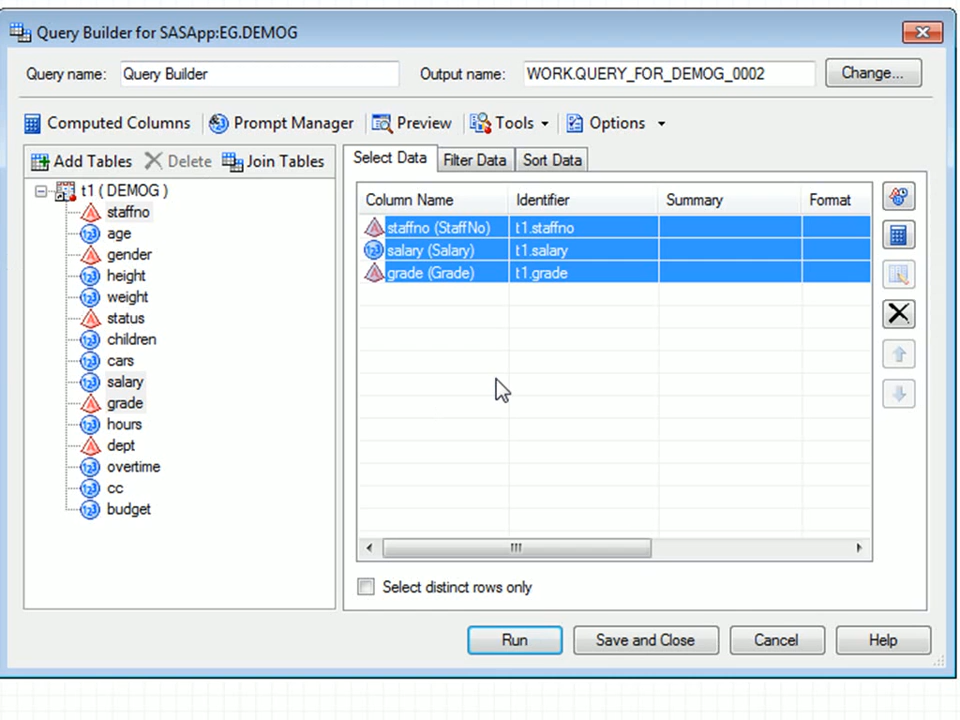 Query Builder for SASApp:EG.DEMOG
Query name: Query Builder Output name: WORK.QUERY_FOR_DEMOG_0002 Change...
Computed Columns Prompt Manager Preview Tools Options
Add Tables Delete Join Tables
t1 ( DEMOG )
staffno
age
gender
height
weight
status
children
cars
salary
grade
hours
dept
overtime
cc
budget
Select Data Filter Data Sort Data
Column Name Identifier Summary Format
staffno (StaffNo) t1.staffno
salary (Salary) t1.salary
grade (Grade) t1.grade
Select distinct rows only
Run Save and Close Cancel Help